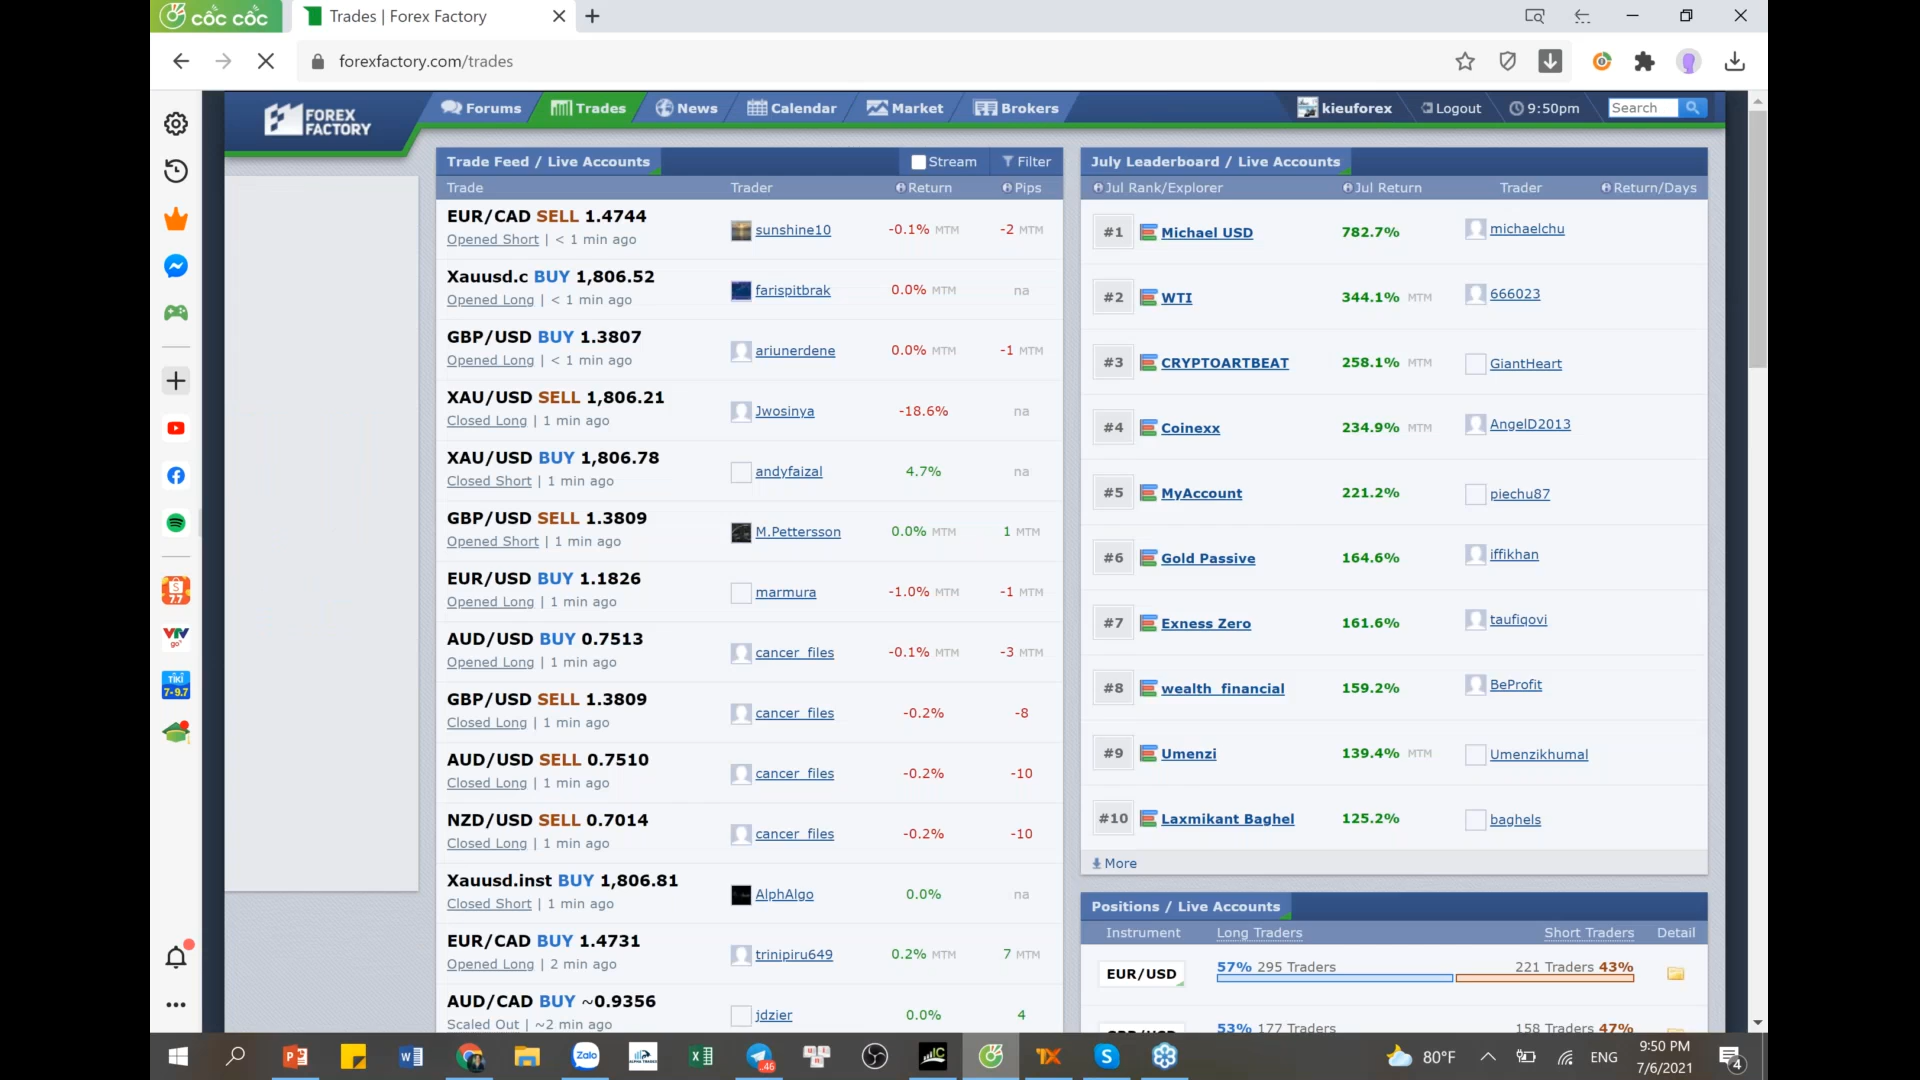 cốc cốc
Trades | Forex Factory
forexfactory.com/trades
FOREX FACTORY
Forums
Trades
News
Calendar
Market
Brokers
kieuforex
Logout
9:50pm
Search
Trade Feed / Live Accounts
Stream
Filter
Trade Trader Return Pips
EUR/CAD SELL 1.4744
Opened Short | < 1 min ago
sunshine10 -0.1% MTM -2 MTM
Xauusd.c BUY 1,806.52
Opened Long | < 1 min ago
farispitbrak 0.0% MTM na
GBP/USD BUY 1.3807
Opened Long | < 1 min ago
ariunerdene 0.0% MTM -1 MTM
XAU/USD SELL 1,806.21
Closed Long | 1 min ago
Jwosinya -18.6% na
XAU/USD BUY 1,806.78
Closed Short | 1 min ago
andyfaizal 4.7% na
GBP/USD SELL 1.3809
Opened Short | 1 min ago
M.Pettersson 0.0% MTM 1 MTM
EUR/USD BUY 1.1826
Opened Long | 1 min ago
marmura -1.0% MTM -1 MTM
AUD/USD BUY 0.7513
Opened Long | 1 min ago
cancer_files -0.1% MTM -3 MTM
GBP/USD SELL 1.3809
Closed Long | 1 min ago
cancer_files -0.2% -8
AUD/USD SELL 0.7510
Closed Long | 1 min ago
cancer_files -0.2% -10
NZD/USD SELL 0.7014
Closed Long | 1 min ago
cancer_files -0.2% -10
Xauusd.inst BUY 1,806.81
Closed Short | 1 min ago
AlphAlgo 0.0% na
EUR/CAD BUY 1.4731
Opened Long | 2 min ago
trinipiru649 0.2% MTM 7 MTM
AUD/CAD BUY ~0.9356
Scaled Out | ~2 min ago
jdzier 0.0% 4
July Leaderboard / Live Accounts
Jul Rank/Explorer Jul Return Trader Return/Days
#1 Michael USD 782.7% michaelchu
#2 WTI 344.1% MTM 666023
#3 CRYPTOARTBEAT 258.1% MTM GiantHeart
#4 Coinexx 234.9% MTM AngelD2013
#5 MyAccount 221.2% piechu87
#6 Gold Passive 164.6% iffikhan
#7 Exness Zero 161.6% taufiqovi
#8 wealth_financial 159.2% BeProfit
#9 Umenzi 139.4% MTM Umenzikhumal
#10 Laxmikant Baghel 125.2% baghels
More
Positions / Live Accounts
Instrument Long Traders Short Traders Detail
EUR/USD 57% 295 Traders 221 Traders 43%
53% 177 Traders 158 Traders 47%
7.7
VTV
go
TIKI
7-9.7
Zalo
46
80°F
ENG
9:50 PM
7/6/2021
4